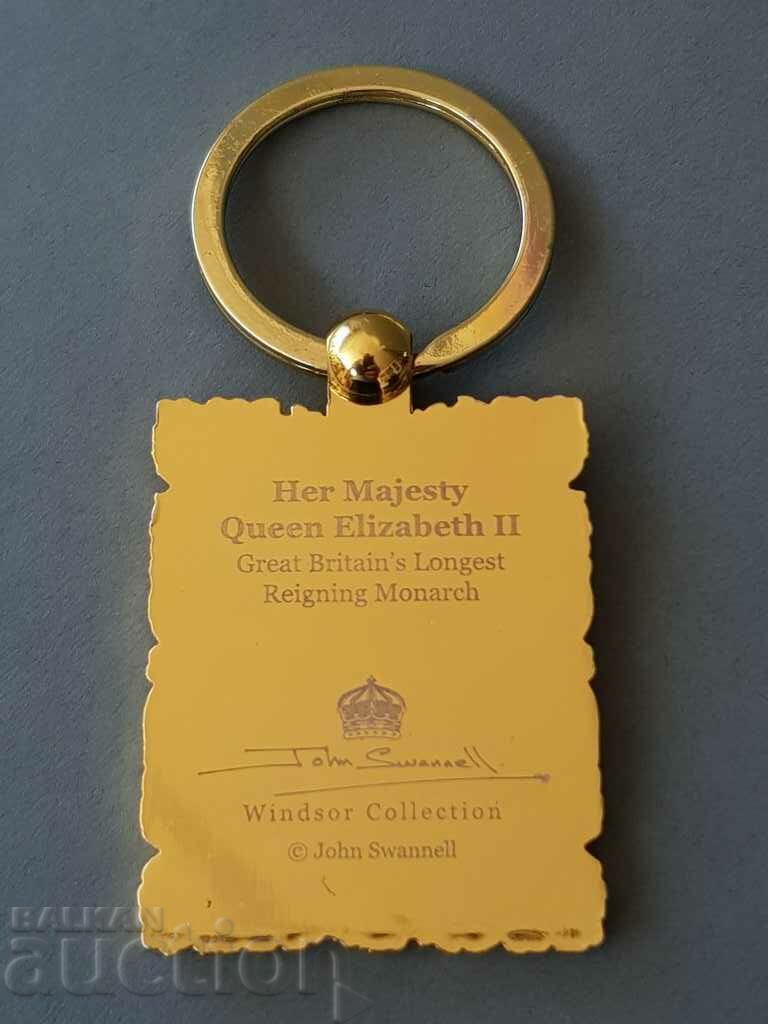 Her Majesty
Queen Elizabeth II
Great Britain's Longest
Reigning Monarch
John Swannell
Windsor Collection
© John Swannell
BALKAN
auction